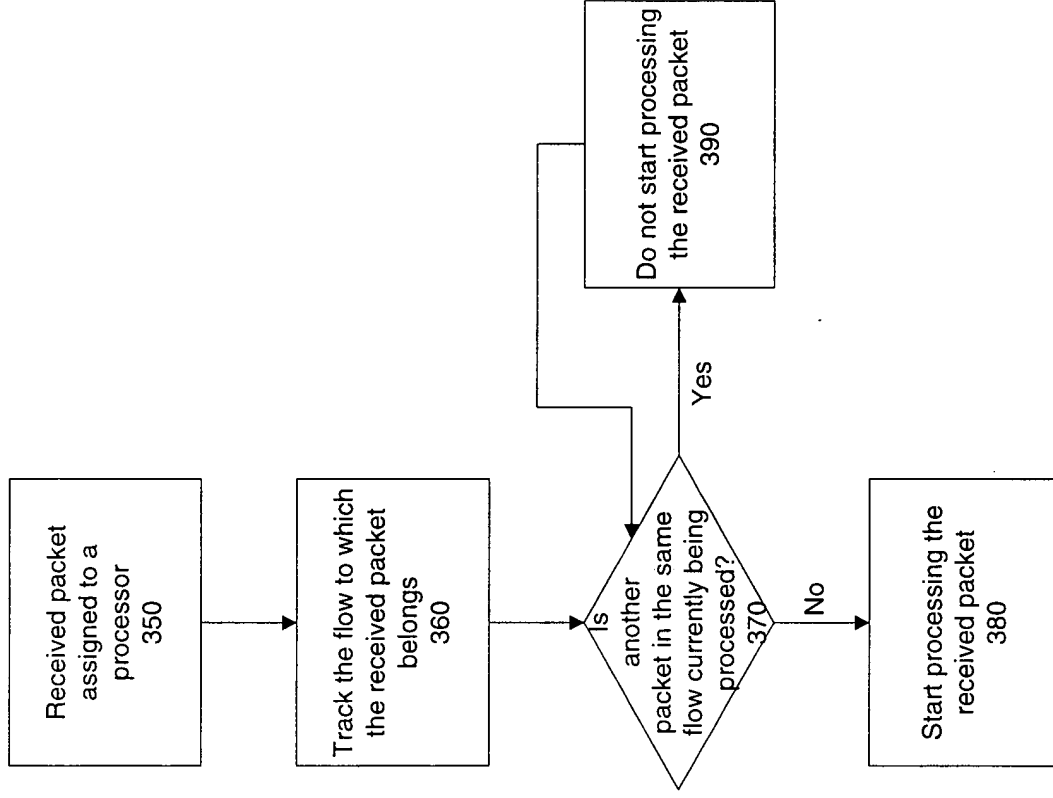 Received packet
assigned to a
processor
350
Track the flow to which
the received packet
belongs
360
Is
another
packet in the same
flow currently being
processed?
370
Yes
Do not start processing
the received packet
390
No
Start processing the
received packet
380